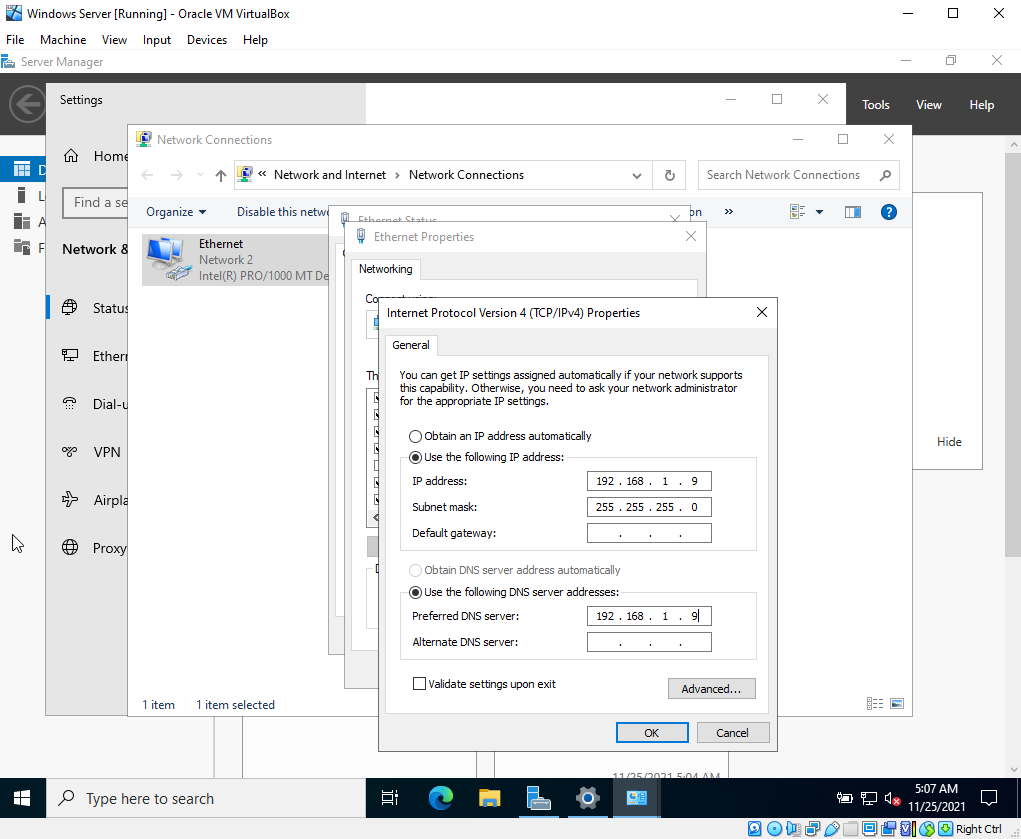 Windows Server [Running] - Oracle VM VirtualBox
File Machine View Input Devices Help
Server Manager
Settings
Tools View Help
Network Connections
Home
« Network and Internet › Network Connections
Search Network Connections
Find a se
Organize Disable this netwo
on »
Ethernet Status
Ethernet Properties
Ethernet
Network 2
Intel(R) PRO/1000 MT De
Network &
Networking
Status
Internet Protocol Version 4 (TCP/IPv4) Properties
General
Ethern
You can get IP settings assigned automatically if your network supports
this capability. Otherwise, you need to ask your network administrator
for the appropriate IP settings.
Dial-u
Obtain an IP address automatically
Hide
Use the following IP address:
VPN
IP address: 192 . 168 . 1 . 9
Airpla
Subnet mask: 255 . 255 . 255 . 0
Default gateway: . . .
Proxy
Obtain DNS server address automatically
Use the following DNS server addresses:
Preferred DNS server: 192 . 168 . 1 . 9
Alternate DNS server: . . .
Validate settings upon exit
Advanced...
1 item 1 item selected
OK Cancel
Type here to search
5:07 AM
11/25/2021
Right Ctrl